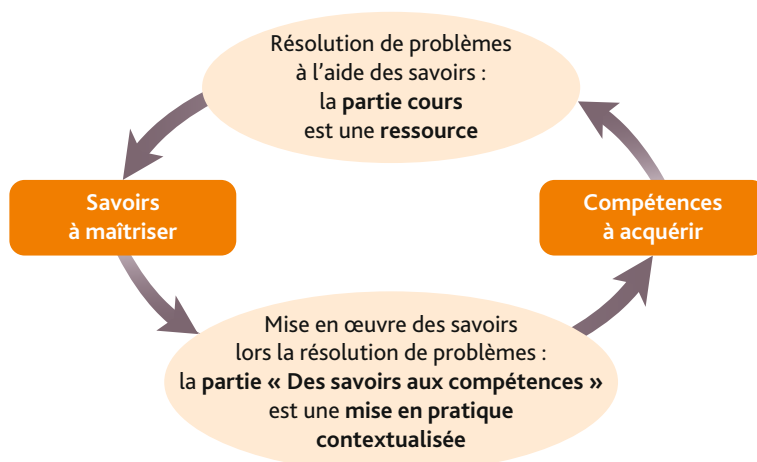 Résolution de problèmes
à l’aide des savoirs :
la partie cours
est une ressource
Savoirs
à maîtriser
Compétences
à acquérir
Mise en œuvre des savoirs
lors la résolution de problèmes :
la partie « Des savoirs aux compétences »
est une mise en pratique
contextualisée